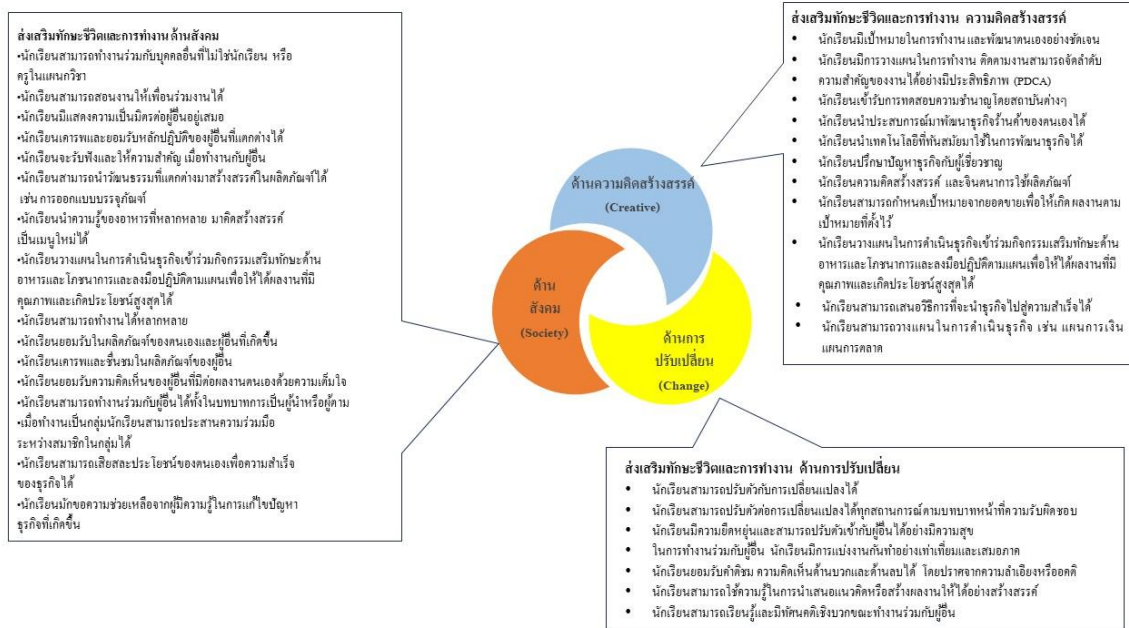 ส่งเสริมทักษะชีวิตและการทำงาน ด้านสังคม
•นักเรียนสามารถทำงานร่วมกับบุคคลอื่นที่ไม่ใช่นักเรียน หรือ
ครูในแผนกวิชา
•นักเรียนสามารถสอนงานให้เพื่อนร่วมงานได้
•นักเรียนมีแสดงความเป็นมิตรต่อผู้อื่นอยู่เสมอ
•นักเรียนเคารพและยอมรับหลักปฏิบัติของผู้อื่นที่แตกต่างได้
•นักเรียนจะรับฟังและให้ความสำคัญ เมื่อทำงานกับผู้อื่น
•นักเรียนสามารถนำวัฒนธรรมที่แตกต่างมาสร้างสรรค์ในผลิตภัณฑ์ได้
เช่น การออกแบบบรรจุภัณฑ์
•นักเรียนนำความรู้ของอาหารที่หลากหลาย มาคิดสร้างสรรค์
เป็นเมนูใหม่ได้
•นักเรียนวางแผนในการดำเนินธุรกิจเข้าร่วมกิจกรรมเสริมทักษะด้าน
อาหารและโภชนาการและลงมือปฏิบัติตามแผนเพื่อให้ได้ผลงานที่มี
คุณภาพและเกิดประโยชน์สูงสุดได้
•นักเรียนสามารถทำงานได้หลากหลาย
•นักเรียนยอมรับในผลิตภัณฑ์ของตนเองและผู้อื่นที่เกิดขึ้น
•นักเรียนเคารพและชื่นชมในผลิตภัณฑ์ของผู้อื่น
•นักเรียนยอมรับความคิดเห็นของผู้อื่นที่มีต่อผลงานตนเองด้วยความเต็มใจ
•นักเรียนสามารถทำงานร่วมกับผู้อื่นได้ทั้งในบทบาทการเป็นผู้นำหรือผู้ตาม
•เมื่อทำงานเป็นกลุ่มนักเรียนสามารถประสานความร่วมมือ
ระหว่างสมาชิกในกลุ่มได้
•นักเรียนสามารถเสียสละประโยชน์ของตนเองเพื่อความสำเร็จ
ของธุรกิจได้
•นักเรียนมักขอความช่วยเหลือจากผู้มีความรู้ในการแก้ไขปัญหา
ธุรกิจที่เกิดขึ้น
ด้านความคิดสร้างสรรค์
(Creative)
ด้าน
สังคม
(Society)
ด้านการ
ปรับเปลี่ยน
(Change)
ส่งเสริมทักษะชีวิตและการทำงาน ความคิดสร้างสรรค์
• นักเรียนมีเป้าหมายในการทำงาน และพัฒนาตนเองอย่างชัดเจน
• นักเรียนมีการวางแผนในการทำงาน ติดตามงานสามารถจัดลำดับ
• ความสำคัญของงานได้อย่างมีประสิทธิภาพ (PDCA)
• นักเรียนเข้ารับการทดสอบความชำนาญโดยสถาบันต่างๆ
• นักเรียนนำประสบการณ์มาพัฒนาธุรกิจร้านค้าของตนเองได้
• นักเรียนนำเทคโนโลยีที่ทันสมัยมาใช้ในการพัฒนาธุรกิจได้
• นักเรียนปรึกษาปัญหาธุรกิจกับผู้เชี่ยวชาญ
• นักเรียนความคิดสร้างสรรค์ และจินตนาการใช้ผลิตภัณฑ์
• นักเรียนสามารถกำหนดเป้าหมายจากยอดขายเพื่อให้เกิดผลงานตาม
เป้าหมายที่ตั้งไว้
• นักเรียนวางแผนในการดำเนินธุรกิจเข้าร่วมกิจกรรมเสริมทักษะด้าน
อาหารและโภชนาการและลงมือปฏิบัติตามแผนเพื่อให้ได้ผลงานที่มี
คุณภาพและเกิดประโยชน์สูงสุดได้
• นักเรียนสามารถเสนอวิธีการที่จะนำธุรกิจไปสู่ความสำเร็จได้
• นักเรียนสามารถวางแผนในการดำเนินธุรกิจ เช่น แผนการเงิน
แผนการตลาด
ส่งเสริมทักษะชีวิตและการทำงาน ด้านการปรับเปลี่ยน
• นักเรียนสามารถปรับตัวกับการเปลี่ยนแปลงได้
• นักเรียนสามารถปรับตัวต่อการเปลี่ยนแปลงได้ทุกสถานการณ์ตามบทบาทหน้าที่ความรับผิดชอบ
• นักเรียนมีความยืดหยุ่นและสามารถปรับตัวเข้ากับผู้อื่นได้อย่างมีความสุข
• ในการทำงานร่วมกับผู้อื่น นักเรียนมีการแบ่งงานกันทำอย่างเท่าเทียมและเสมอภาค
• นักเรียนยอมรับคำติชม ความคิดเห็นด้านบวกและด้านลบได้ โดยปราศจากความลำเอียงหรืออคติ
• นักเรียนสามารถใช้ความรู้ในการนำเสนอแนวคิดหรือสร้างผลงานให้ได้อย่างสร้างสรรค์
• นักเรียนสามารถเรียนรู้และมีทัศนคติเชิงบวกขณะทำงานร่วมกับผู้อื่น